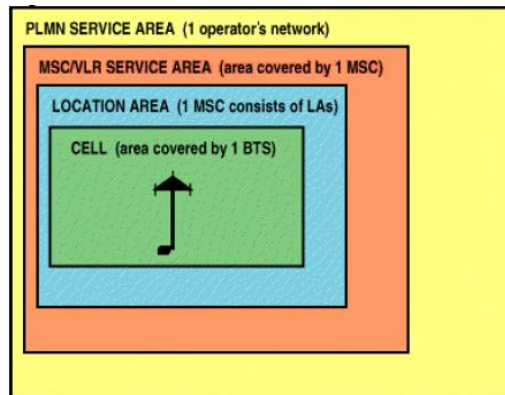 PLMN SERVICE AREA (1 operator's network)
MSC/VLR SERVICE AREA (area covered by 1 MSC)
LOCATION AREA (1 MSC consists of LAs)
CELL (area covered by 1 BTS)